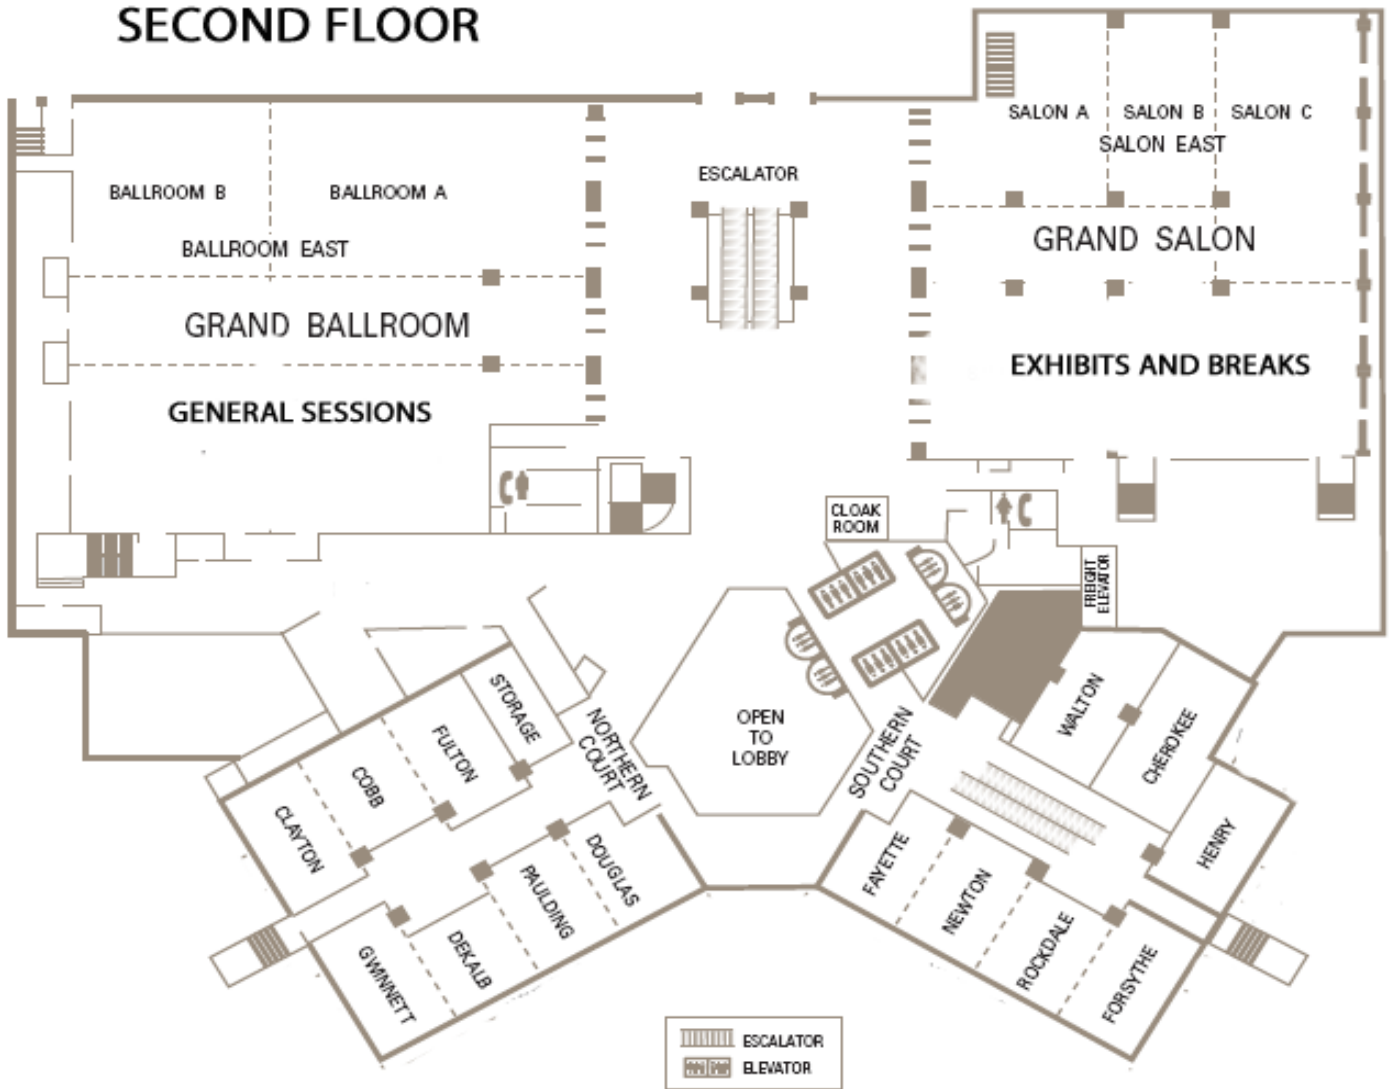 SECOND FLOOR
SALON A
SALON B
SALON C
SALON EAST
GRAND SALON
EXHIBITS AND BREAKS
ESCALATOR
BALLROOM B
BALLROOM A
BALLROOM EAST
GRAND BALLROOM
GENERAL SESSIONS
CLOAK
ROOM
FREIGHT
ELEVATOR
STORAGE
FULTON
COBB
CLAYTON
NORTHERN
COURT
OPEN
TO
LOBBY
SOUTHERN
COURT
WALTON
CHEROKEE
HENRY
DOUGLAS
PAULDING
DEKALB
GWINNETT
FAYETTE
NEWTON
ROCKDALE
FORSYTHE
ESCALATOR
ELEVATOR